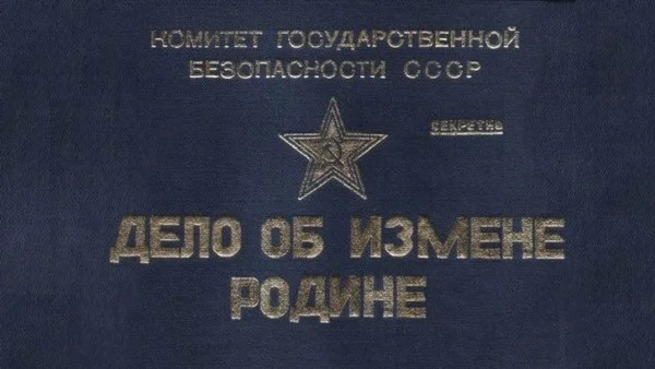 КОМИТЕТ ГОСУДАРСТВЕННОЙ
БЕЗОПАСНОСТИ СССР
СЕКРЕТНО
ДЕЛО ОБ ИЗМЕНЕ
РОДИНЕ